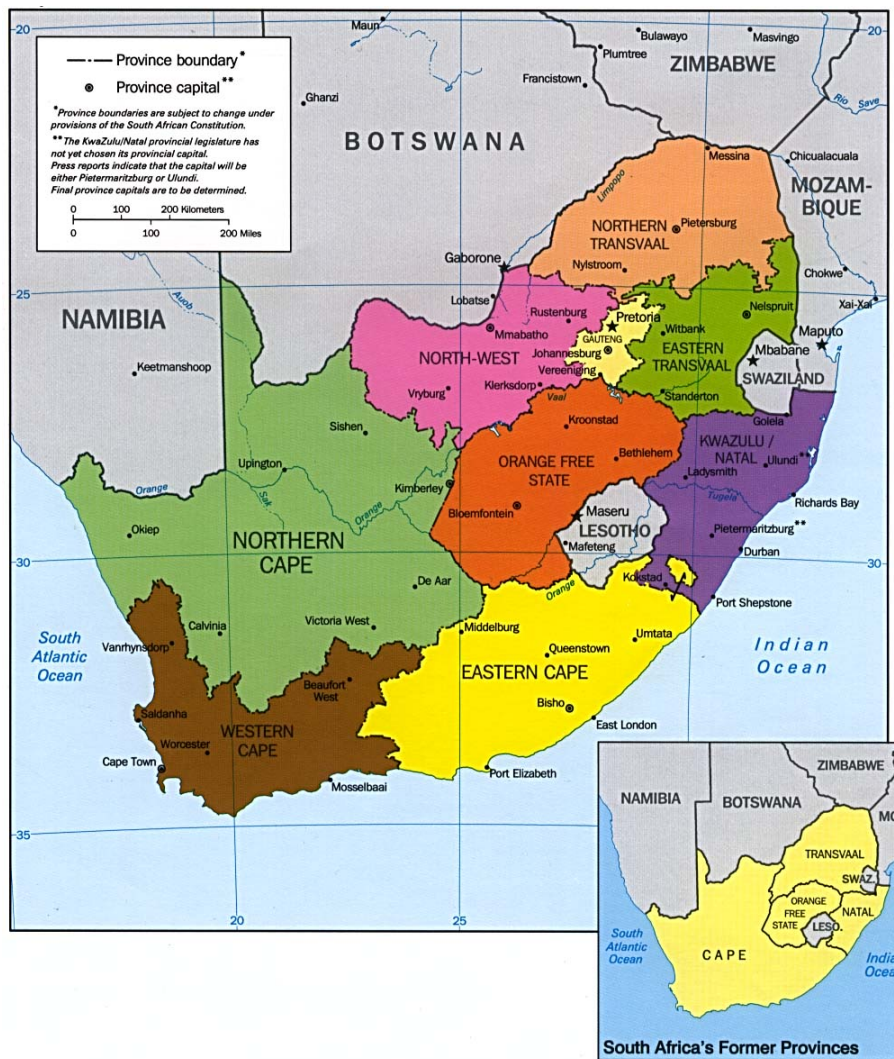 20
20
Maun
Bulawayo
Masvingo
Plumtree
ZIMBABWE
Province boundary*
Province capital**
*Province boundaries are subject to change under
provisions of the South African Constitution.
**The KwaZulu/Natal provincial legislature has
not yet chosen its provincial capital.
Press reports indicate that the capital will be
either Pietermaritzburg or Ulundi.
Final province capitals are to be determined.
0 100 200 Kilometers
0 100 200 Miles
Francistown
Ghanzi
Rio Save
BOTSWANA
Messina
Chicualacuala
Limpopo
MOZAM-
BIQUE
NORTHERN
TRANSVAAL
Pietersburg
Gaborone
Nylstroom
Chokwe
25
25
Auob
Lobatse
Rustenburg
Nelspruit
Xai-Xai
NAMIBIA
Mmabatho
Pretoria
Witbank
Maputo
GAUTENG
NORTH-WEST
Johannesburg
EASTERN
TRANSVAAL
Mbabane
Keetmanshoop
Vereeniging
SWAZILAND
Vryburg
Klerksdorp
Vaal
Standerton
Golela
Sishen
Kroonstad
KWAZULU /
NATAL
Upington
Bethlehem
Ulundi
ORANGE FREE
STATE
Ladysmith
Orange
Kimberley
Sak
Orange
Tugela
Richards Bay
Bloemfontein
Maseru
LESOTHO
Okiep
Pietermaritzburg**
Mafeteng
Durban
NORTHERN
CAPE
30
30
De Aar
Orange
Kokstad
Port Shepstone
South
Atlantic
Ocean
Calvinia
Victoria West
Middelburg
Umtata
Vanrhynsdorp
Queenstown
Indian
Ocean
EASTERN CAPE
Beaufort
West
Bisho
Saldanha
WESTERN
CAPE
East London
Worcester
Cape Town
Port Elizabeth
Mosselbaai
35
20
25
ZIMBABWE
NAMIBIA
BOTSWANA
MO
TRANSVAAL
SWAZ.
ORANGE
FREE
STATE
NATAL
LESO.
South
Atlantic
Ocean
CAPE
India
Ocea
South Africa's Former Provinces